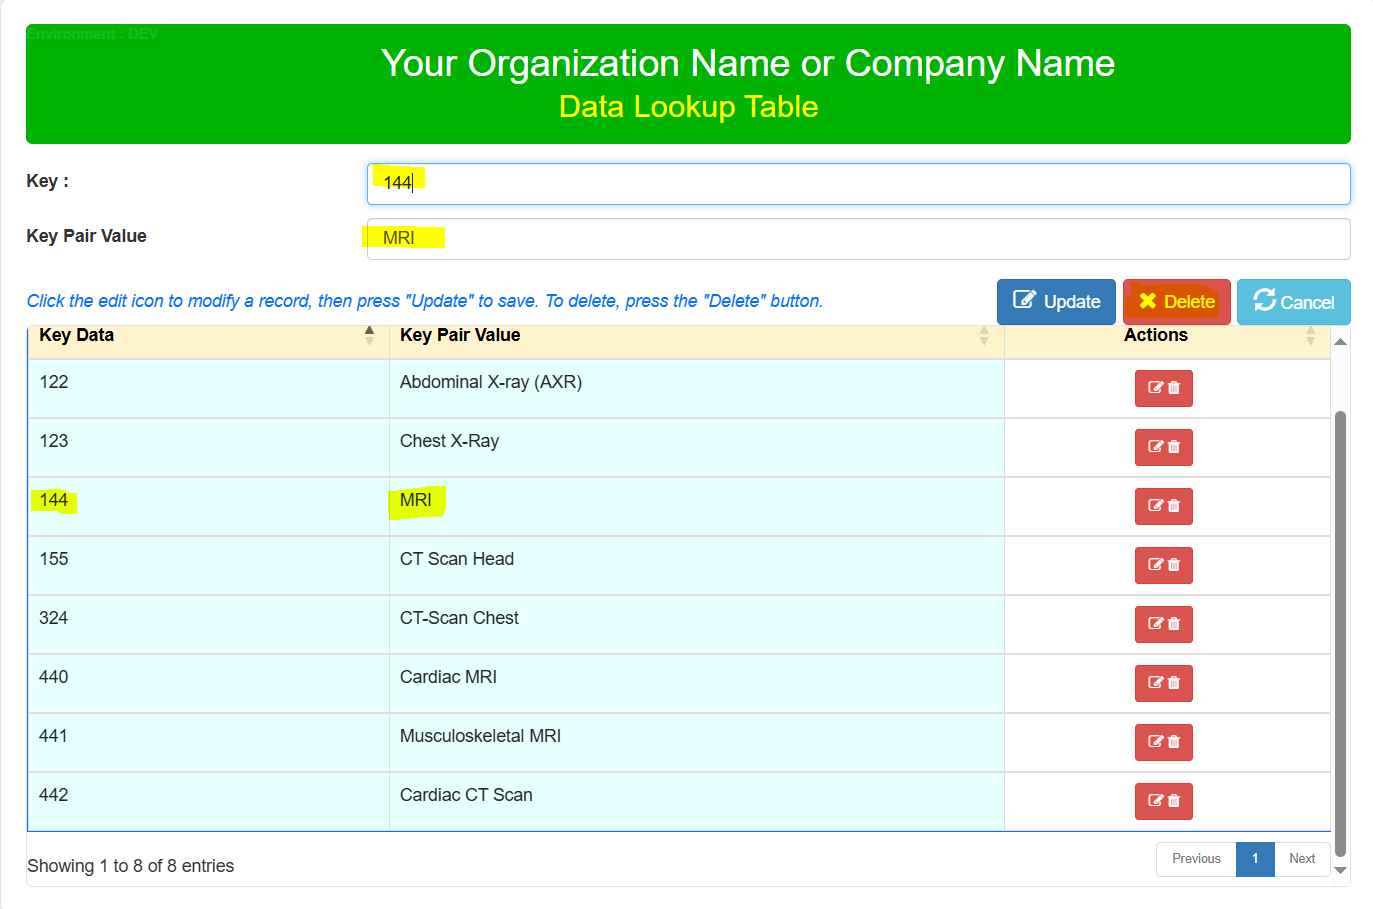 Environment : DEV
Your Organization Name or Company Name
Data Lookup Table
Key :
144
Key Pair Value
MRI
Click the edit icon to modify a record, then press "Update" to save. To delete, press the "Delete" button.
Update
Delete
Cancel
Key Data Key Pair Value Actions
122 Abdominal X-ray (AXR)
123 Chest X-Ray
144 MRI
155 CT Scan Head
324 CT-Scan Chest
440 Cardiac MRI
441 Musculoskeletal MRI
442 Cardiac CT Scan
Showing 1 to 8 of 8 entries
Previous 1 Next